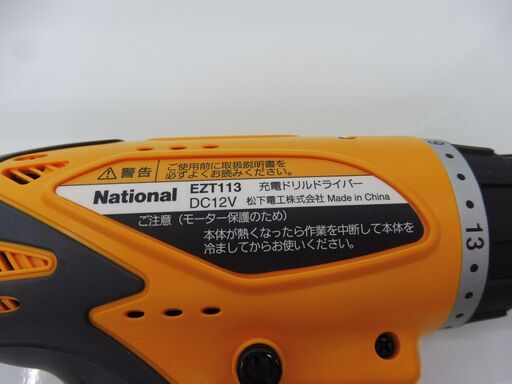 ⚠警告 ご使用前に取扱説明書を
必ずよくお読みください。
National EZT113 充電ドリルドライバー
DC12V 松下電工株式会社 Made in China
ご注意（モーター保護のため）
本体が熱くなったら作業を中断して本体を
冷ましてからお使いください。
13